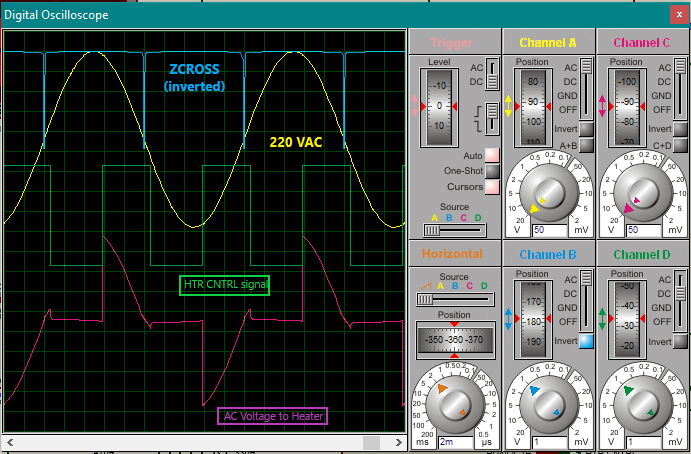 Digital Oscilloscope
ZCROSS
(inverted)
220 VAC
HTR CNTRL signal
AC Voltage to Heater
Trigger
Level
AC
DC
-10
0
10
Auto
One-Shot
Cursors
Source
A B C D
Channel A
Position
AC
DC
GND
OFF
80
90
100
110
Invert
A+B
20
10
5
2
1
0.5
0.2
0.1
50
20
10
5
2
V
50
mV
Channel C
Position
AC
DC
GND
OFF
-100
-90
-80
-70
Invert
C+D
20
10
5
2
1
0.5
0.2
0.1
50
20
10
5
2
V
50
mV
Horizontal
Source
A B C D
Position
-350 -360 -370
200
100
50
20
10
5
2
1
0.5
0.2
0.1
50
20
10
5
2
1
0.5
ms
2m
µs
Channel B
Position
AC
DC
GND
OFF
170
180
190
Invert
20
10
5
2
1
0.5
0.2
0.1
50
20
10
5
2
V
1
mV
Channel D
Position
AC
DC
GND
OFF
-50
-40
-30
-20
Invert
20
10
5
2
1
0.5
0.2
0.1
50
20
10
5
2
V
1
mV